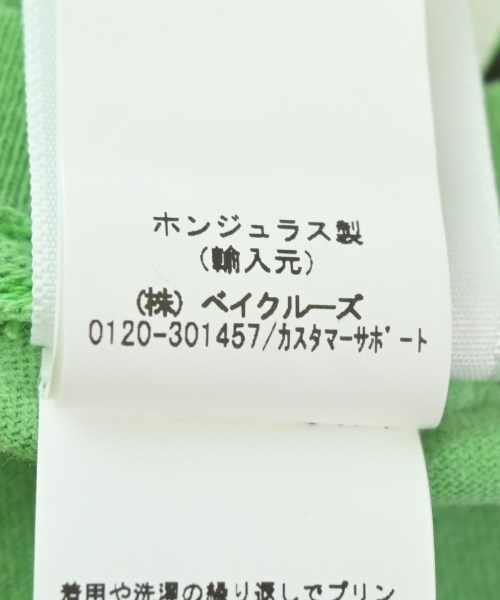 ホンジュラス製
(輸入元)
(株) ベイクルーズ
0120-301457/ｶｽﾀﾏｰｻﾎﾟｰﾄ
着用や洗濯の繰り返しでプリン